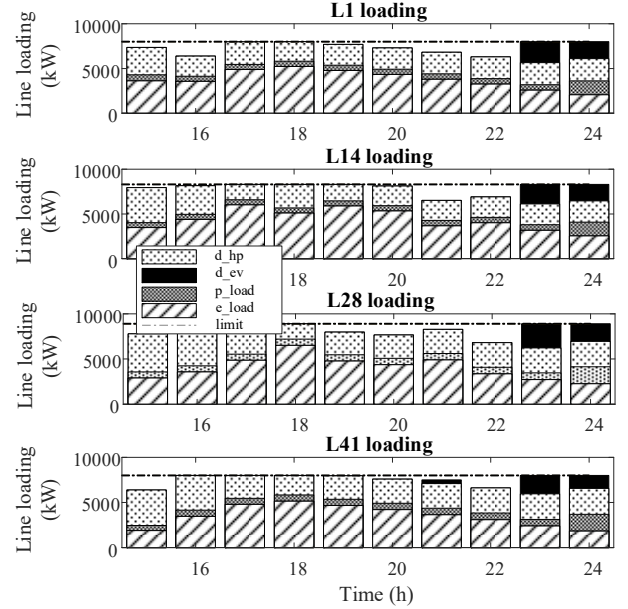 L1 loading
Line loading
(kW)
10000
5000
0
16
18
20
22
24
L14 loading
Line loading
(kW)
10000
5000
0
d_hp
d_ev
p_load
e_load
limit
18
20
22
24
L28 loading
Line loading
(kW)
10000
5000
0
16
18
20
22
24
L41 loading
Line loading
(kW)
10000
5000
0
16
18
20
22
24
Time (h)